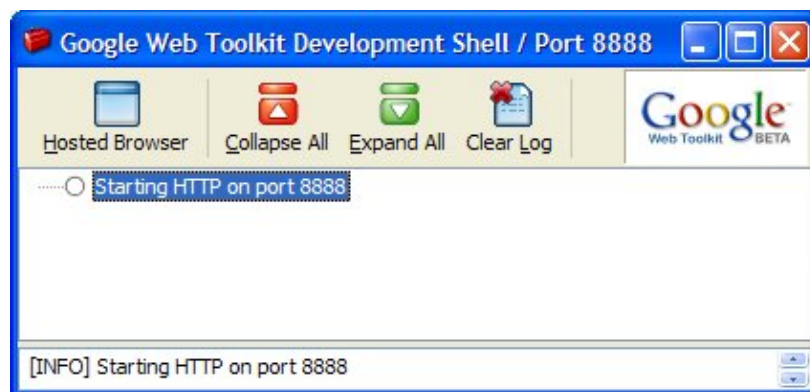 Google Web Toolkit Development Shell / Port 8888
Hosted Browser
Collapse All
Expand All
Clear Log
Google
Web Toolkit BETA
Starting HTTP on port 8888
[INFO] Starting HTTP on port 8888